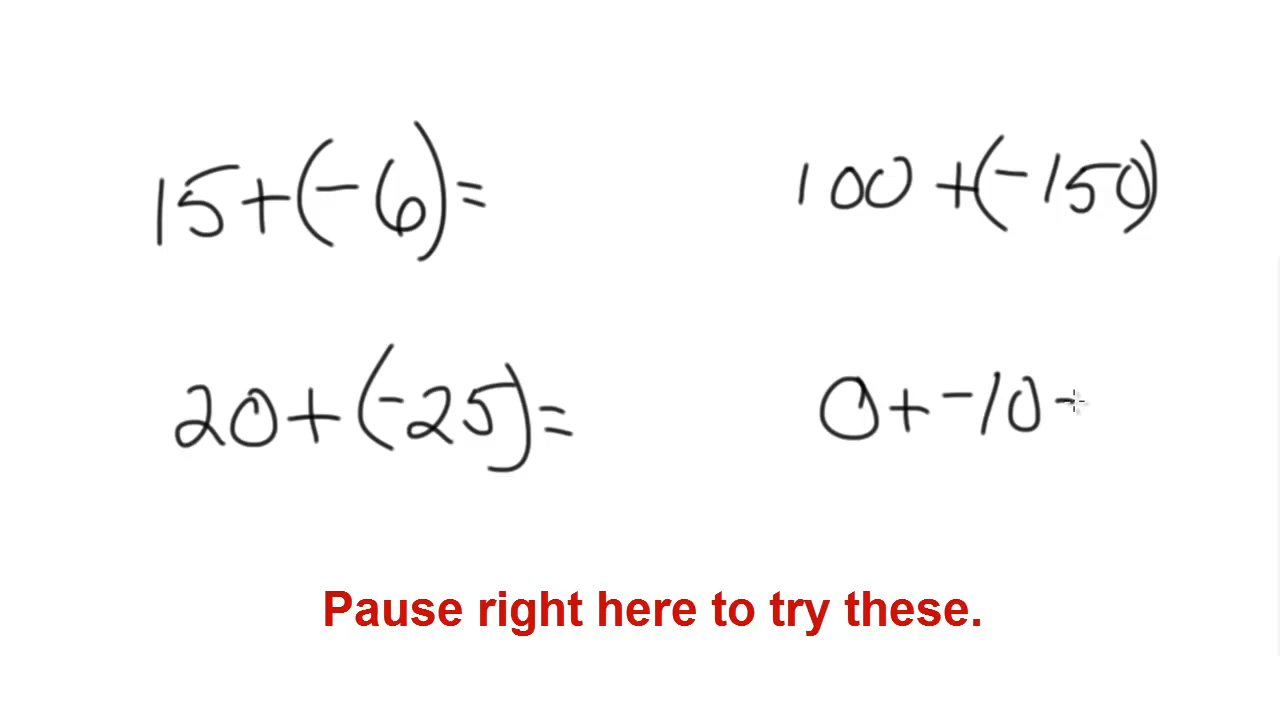 15+(-6)=
100+(-150)
20+(-25)=
0+-10-
Pause right here to try these.